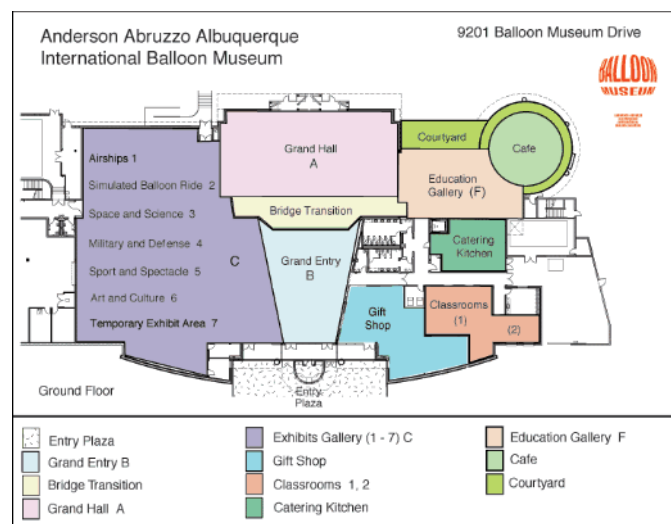 Anderson Abruzzo Albuquerque
International Balloon Museum
9201 Balloon Museum Drive
BALLOON
MUSEUM
Airships 1
Simulated Balloon Ride 2
Space and Science 3
Military and Defense 4
Sport and Spectacle 5
Art and Culture 6
Temporary Exhibit Area 7
C
Grand Hall
A
Bridge Transition
Grand Entry
B
Courtyard
Cafe
Education
Gallery (F)
Catering
Kitchen
Gift
Shop
Classrooms
(1)
(2)
Ground Floor
Entry
Plaza
Entry Plaza
Grand Entry B
Bridge Transition
Grand Hall A
Exhibits Gallery (1 - 7) C
Gift Shop
Classrooms 1, 2
Catering Kitchen
Education Gallery F
Cafe
Courtyard